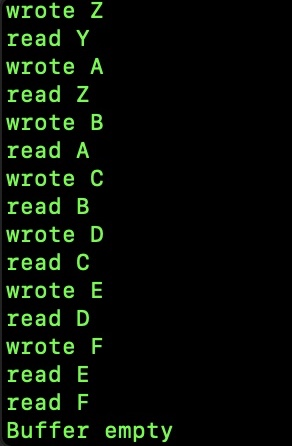 wrote Z
read Y
wrote A
read Z
wrote B
read A
wrote C
read B
wrote D
read C
wrote E
read D
wrote F
read E
read F
Buffer empty